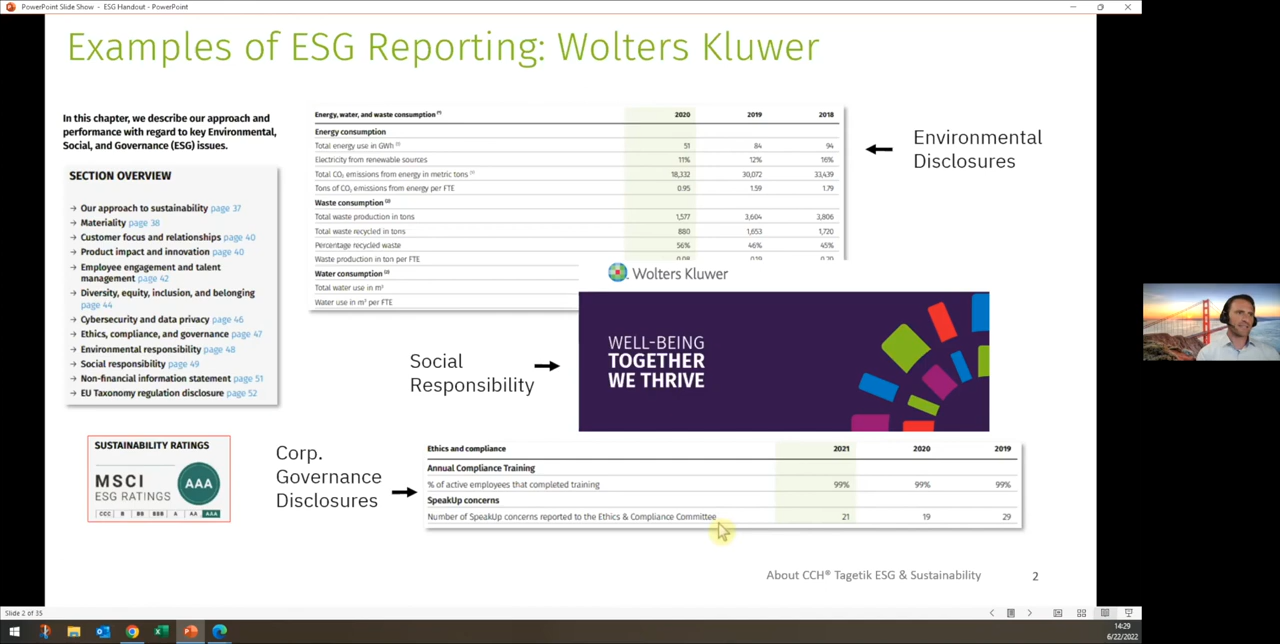 PowerPoint Slide Show - ESG Handout - PowerPoint
Examples of ESG Reporting: Wolters Kluwer
In this chapter, we describe our approach and
performance with regard to key Environmental,
Social, and Governance (ESG) issues.
SECTION OVERVIEW
→ Our approach to sustainability page 37
→ Materiality page 38
→ Customer focus and relationships page 40
→ Product impact and innovation page 40
→ Employee engagement and talent
management page 42
→ Diversity, equity, inclusion, and belonging
page 44
→ Cybersecurity and data privacy page 46
→ Ethics, compliance, and governance page 47
→ Environmental responsibility page 48
→ Social responsibility page 49
→ Non-financial information statement page 51
→ EU Taxonomy regulation disclosure page 52
Energy, water, and waste consumption 2020 2019 2018
Energy consumption
Total energy use in GWh 51 84 94
Electricity from renewable sources 11% 12% 16%
Total CO₂ emissions from energy in metric tons 18,332 30,072 33,439
Tons of CO₂ emissions from energy per FTE 0.95 1.59 1.79
Waste consumption
Total waste production in tons 1,577 3,604 3,806
Total waste recycled in tons 880 1,653 1,720
Percentage recycled waste 56% 46% 45%
Waste production in ton per FTE
Water consumption
Total water use in m³
Water use in m³ per FTE
Environmental
Disclosures
Wolters Kluwer
WELL-BEING
TOGETHER
WE THRIVE
Social
Responsibility
SUSTAINABILITY RATINGS
MSCI
ESG RATINGS
AAA
CCC B BB BBB A AA AAA
Corp.
Governance
Disclosures
Ethics and compliance 2021 2020 2019
Annual Compliance Training
% of active employees that completed training 99% 99% 99%
SpeakUp concerns
Number of SpeakUp concerns reported to the Ethics & Compliance Committee 21 19 29
About CCH® Tagetik ESG & Sustainability 2
Slide 2 of 35
14:29
6/22/2022